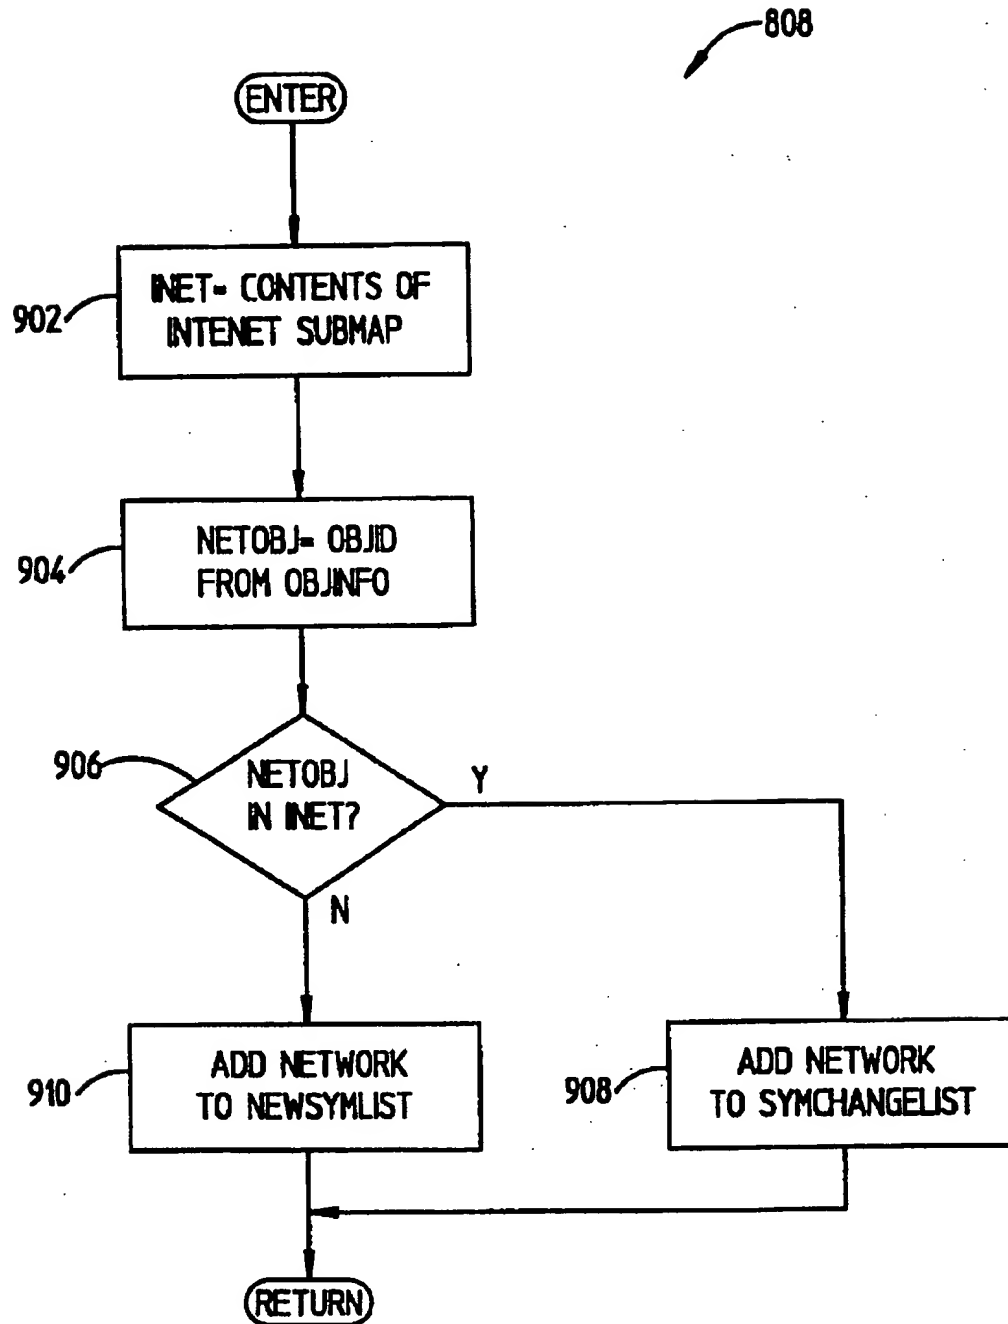 808
ENTER
902
INET= CONTENTS OF
INTENET SUBMAP
904
NETOBJ= OBJID
FROM OBJINFO
906
NETOBJ
IN INET?
Y
N
910
ADD NETWORK
TO NEWSYMLIST
908
ADD NETWORK
TO SYMCHANGELIST
RETURN